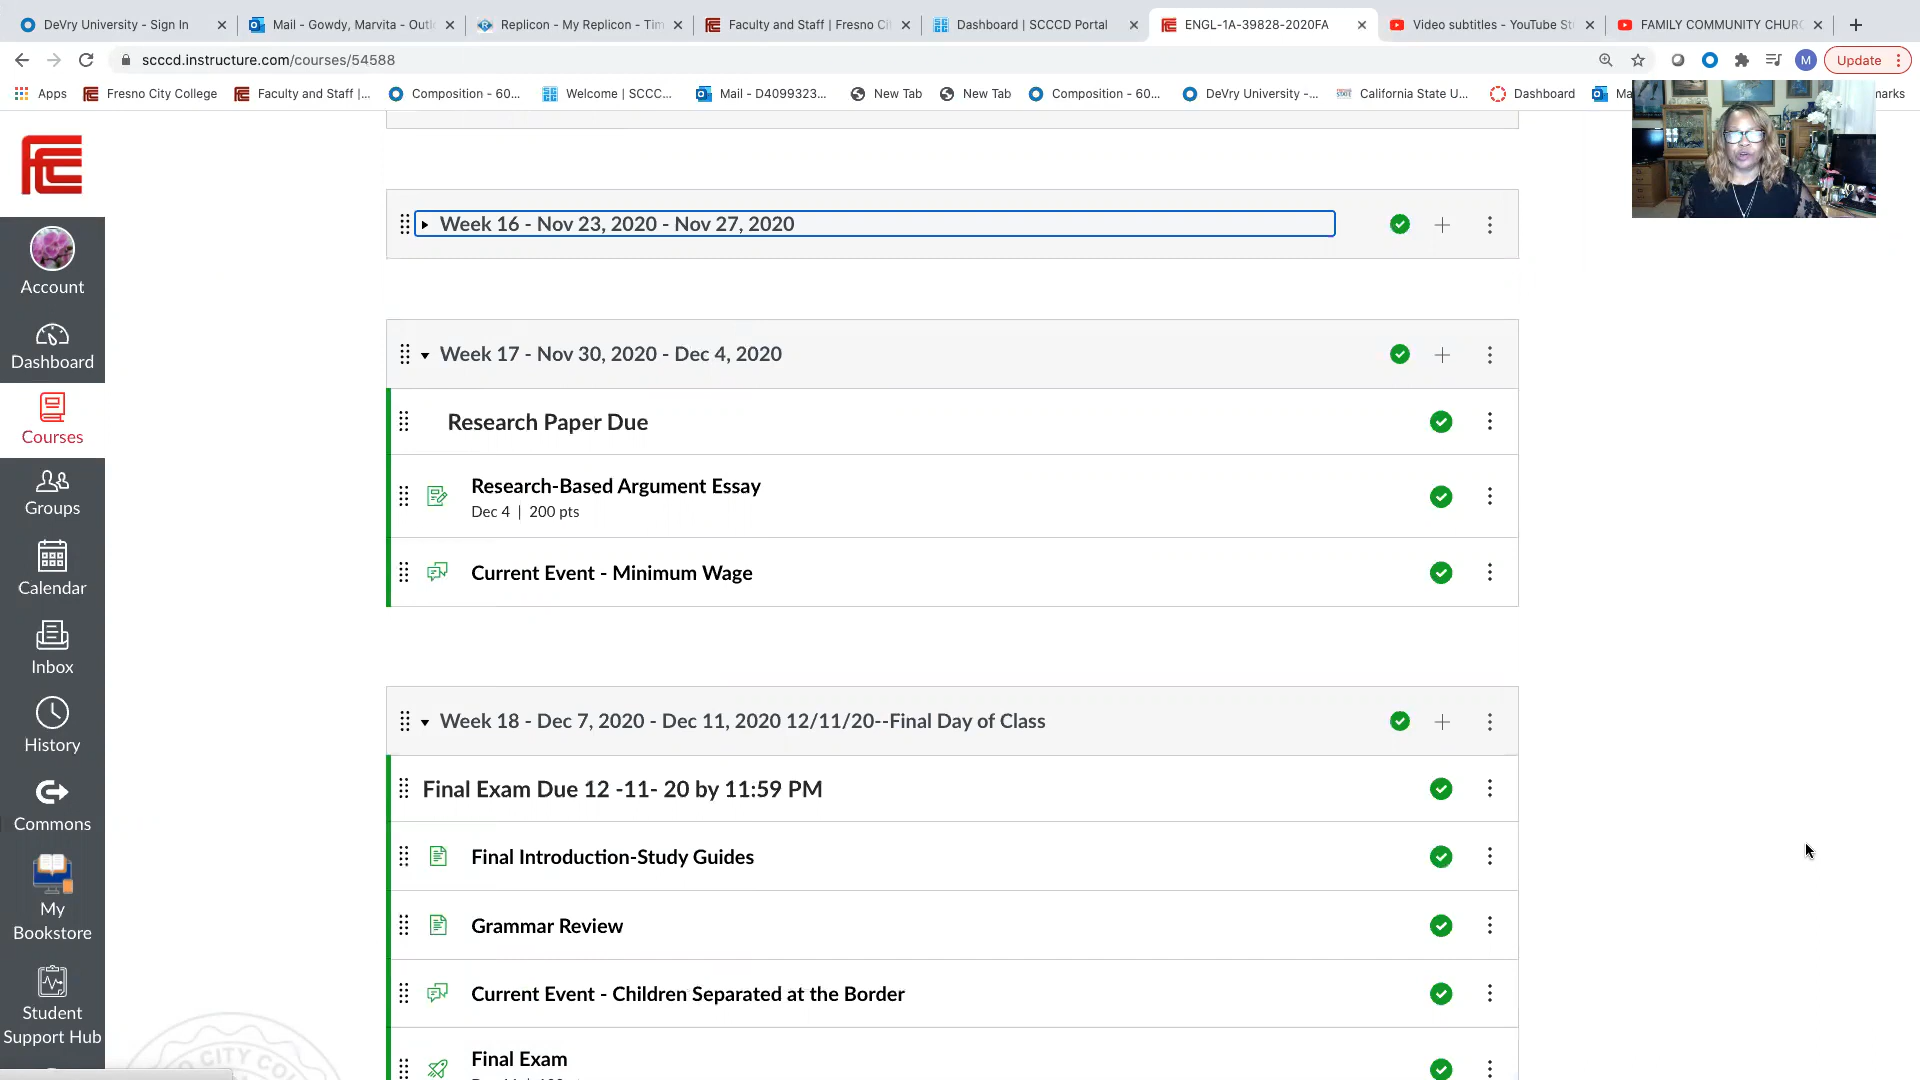 DeVry University - Sign In
Mail - Gowdy, Marvita - Outl
Replicon - My Replicon - Tim
Faculty and Staff | Fresno Ci
Dashboard | SCCCD Portal
ENGL-1A-39828-2020FA
Video subtitles - YouTube St
FAMILY COMMUNITY CHURC
scccd.instructure.com/courses/54588
M
Update
Apps
Fresno City College
Faculty and Staff |...
Composition - 60...
Welcome | SCCC...
Mail - D4099323...
New Tab
New Tab
Composition - 60...
DeVry University -...
California State U...
Dashboard
Ma
marks
FCC
Account
Dashboard
Courses
Groups
Calendar
Inbox
History
Commons
My
Bookstore
Student
Support Hub
Week 16 - Nov 23, 2020 - Nov 27, 2020
Week 17 - Nov 30, 2020 - Dec 4, 2020
Research Paper Due
Research-Based Argument Essay
Dec 4 | 200 pts
Current Event - Minimum Wage
Week 18 - Dec 7, 2020 - Dec 11, 2020 12/11/20--Final Day of Class
Final Exam Due 12 -11- 20 by 11:59 PM
Final Introduction-Study Guides
Grammar Review
Current Event - Children Separated at the Border
Final Exam
CITY CO